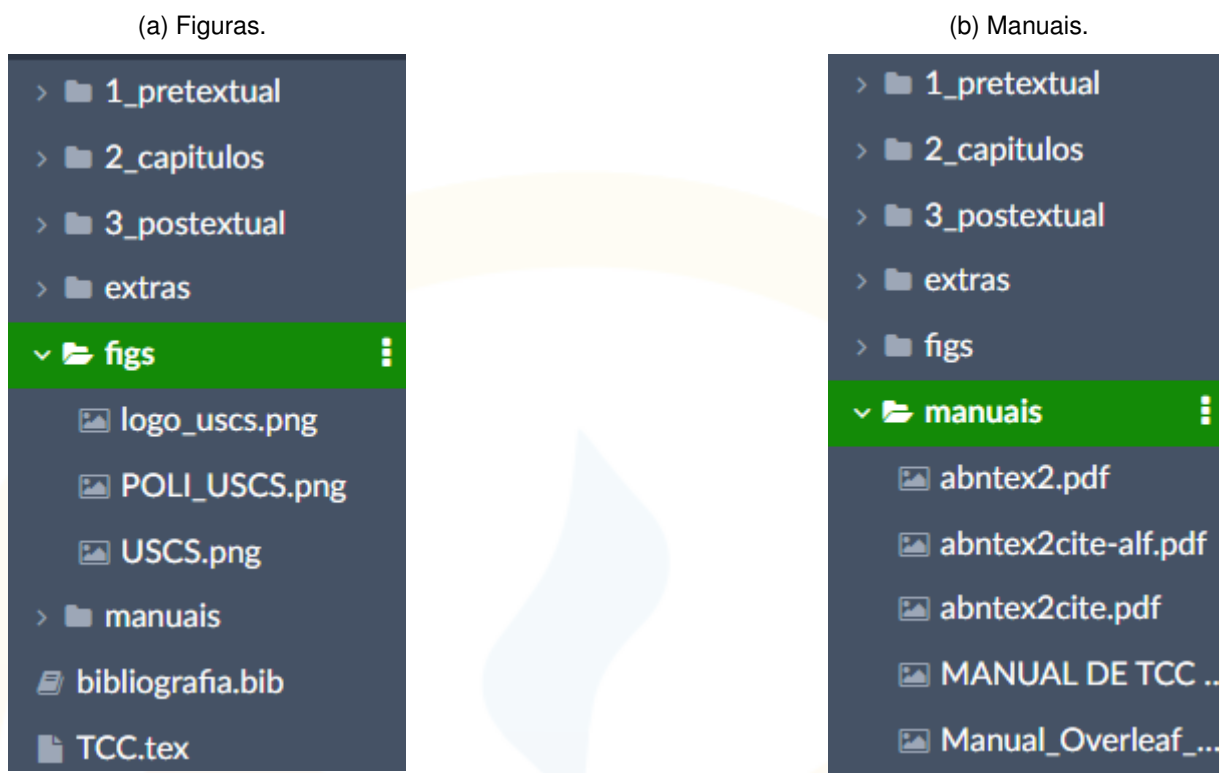 (a) Figuras.
1_pretextual
2_capitulos
3_postextual
extras
figs
logo_uscs.png
POLI_USCS.png
USCS.png
manuais
bibliografia.bib
TCC.tex
(b) Manuais.
1_pretextual
2_capitulos
3_postextual
extras
figs
manuais
abntex2.pdf
abntex2cite-alf.pdf
abntex2cite.pdf
MANUAL DE TCC ...
Manual_Overleaf_...